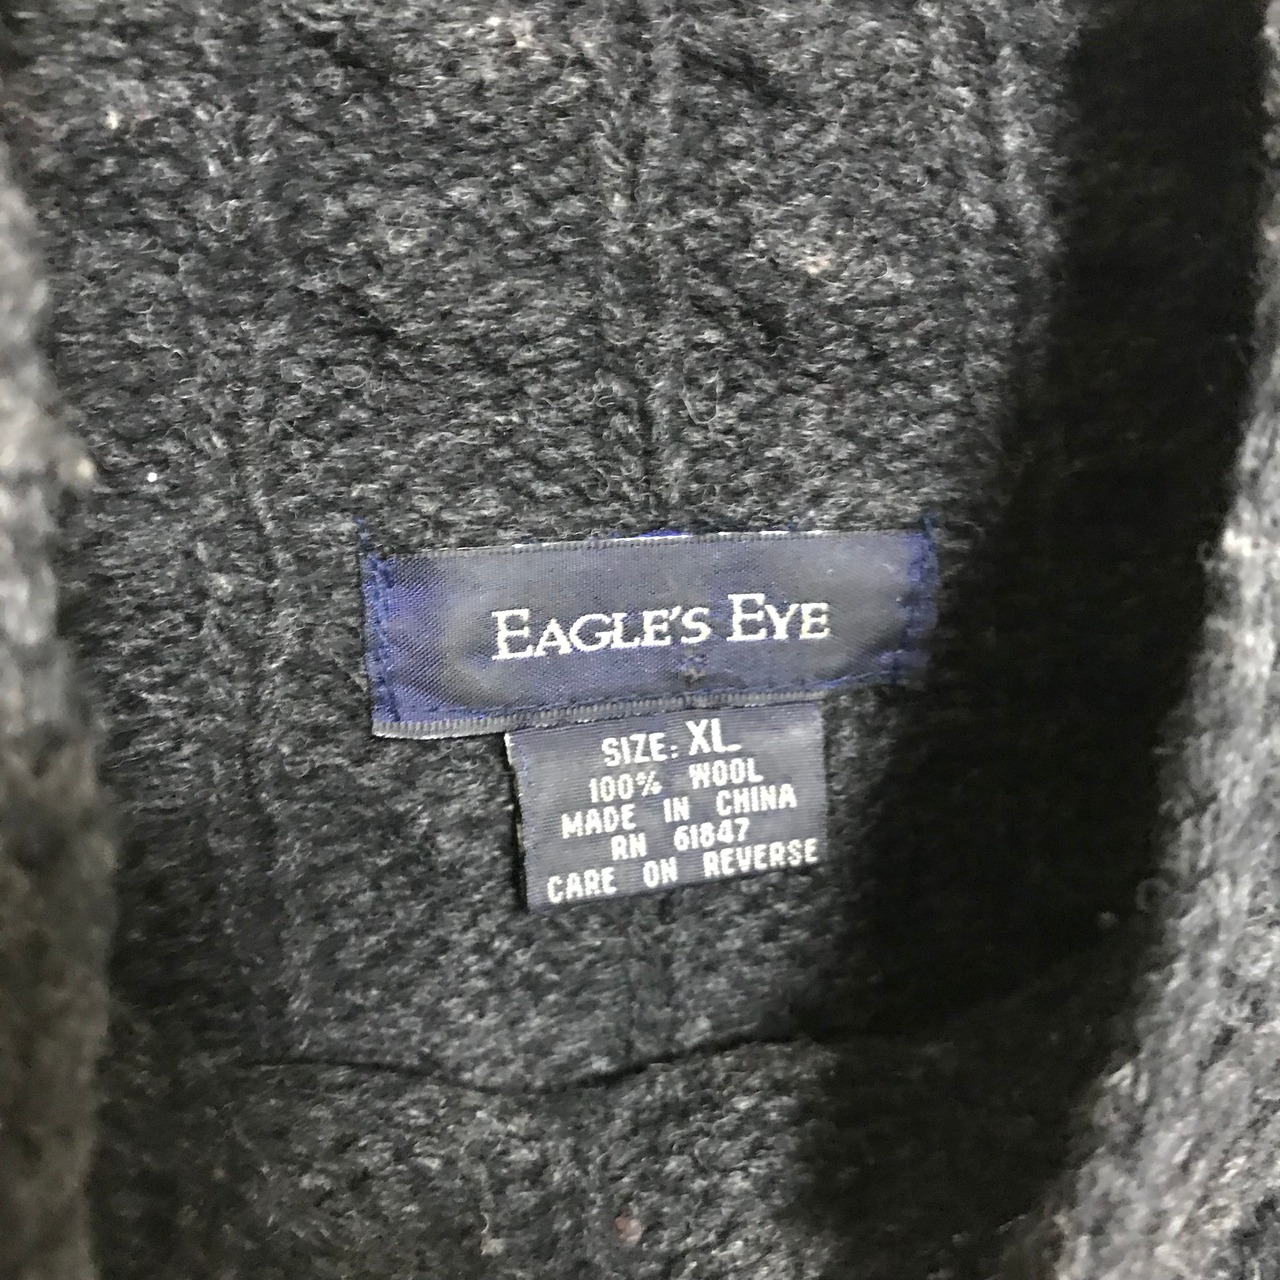 EAGLE'S EYE
SIZE: XL
100% WOOL
MADE IN CHINA
RN 61847
CARE ON REVERSE